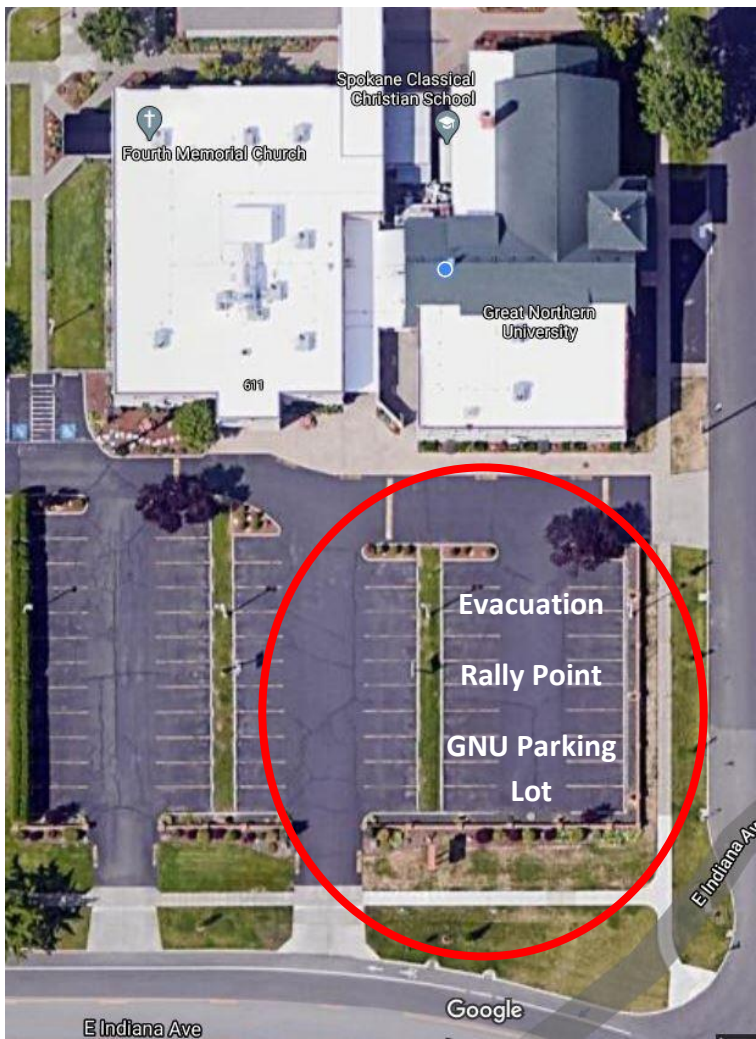 Spokane Classical
Christian School
Fourth Memorial Church
Great Northern
University
611
Evacuation
Rally Point
GNU Parking
Lot
E Indiana Av
Google
E Indiana Ave